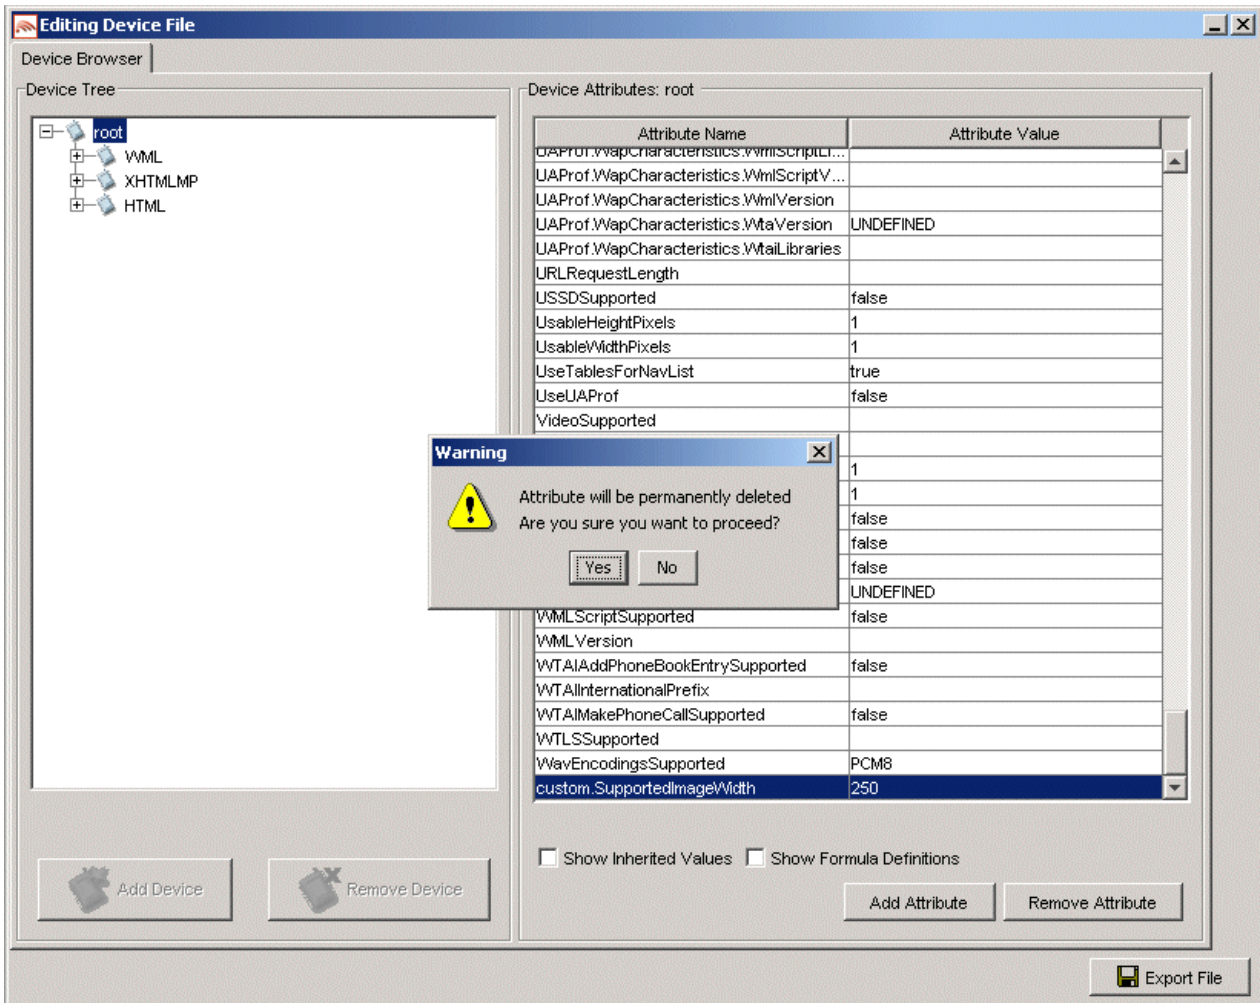 Editing Device File
Device Browser
Device Tree
root
WML
XHTMLMP
HTML
Add Device
Remove Device
Device Attributes: root
Attribute Name Attribute Value
UAProf.WapCharacteristics.WmlScriptLi...
UAProf.WapCharacteristics.WmlScriptV...
UAProf.WapCharacteristics.WmlVersion
UAProf.WapCharacteristics.WtaVersion UNDEFINED
UAProf.WapCharacteristics.WtaiLibraries
URLRequestLength
USSDSupported false
UsableHeightPixels 1
UsableWidthPixels 1
UseTablesForNavList true
UseUAProf false
VideoSupported
1
1
false
false
false
UNDEFINED
WMLScriptSupported false
WMLVersion
WTAIAddPhoneBookEntrySupported false
WTAIInternationalPrefix
WTAIMakePhoneCallSupported false
WTLSSupported
WavEncodingsSupported PCM8
custom.SupportedImageWidth 250
Warning
Attribute will be permanently deleted
Are you sure you want to proceed?
Yes No
Show Inherited Values Show Formula Definitions
Add Attribute Remove Attribute
Export File